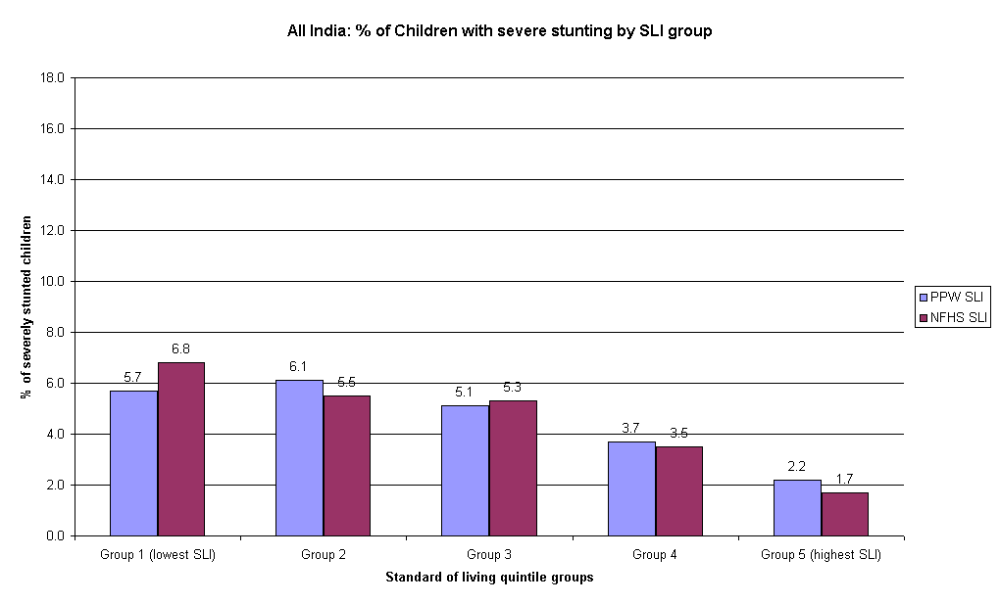 All India: % of Children with severe stunting by SLI group
18.0
16.0
14.0
12.0
10.0
8.0
6.0
4.0
2.0
0.0
% of severely stunted children
5.7
6.8
6.1
5.5
5.1
5.3
3.7
3.5
2.2
1.7
PPW SLI
NFHS SLI
Group 1 (lowest SLI)
Group 2
Group 3
Group 4
Group 5 (highest SLI)
Standard of living quintile groups